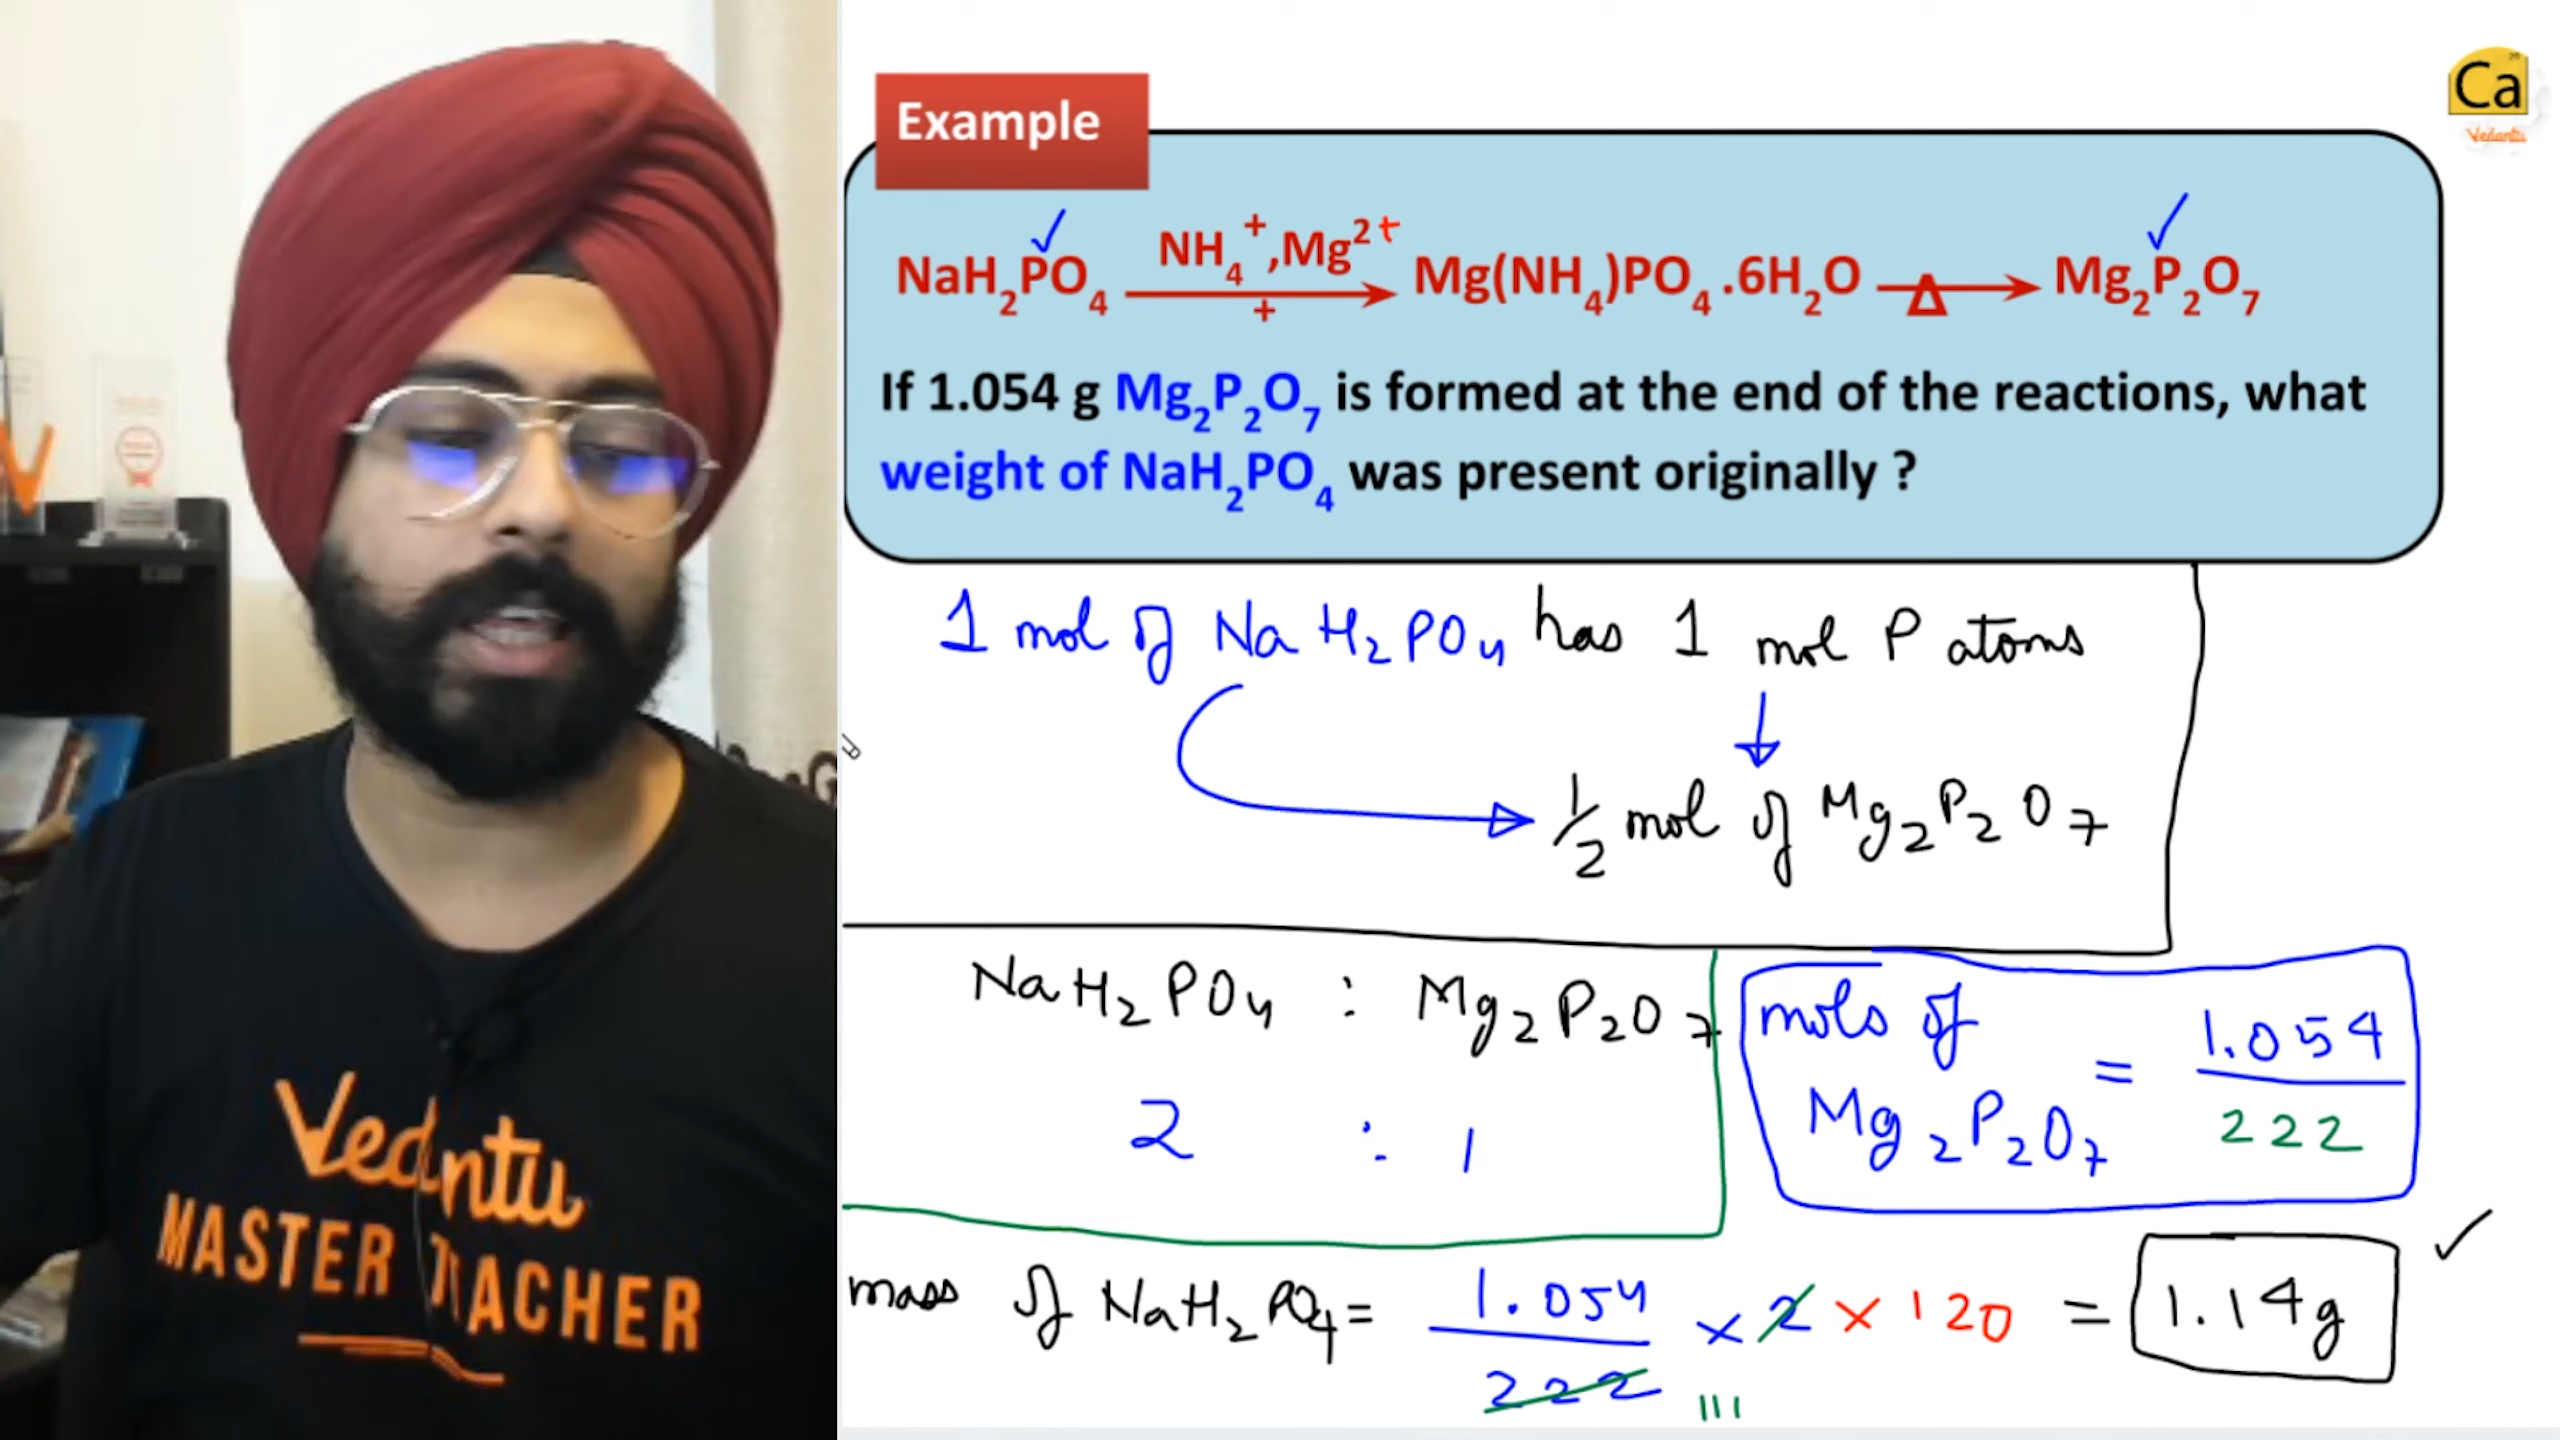 Ca
Vedantu
Example
NaH₂PO₄ NH₄⁺,Mg²⁺ + Mg(NH₄)PO₄ .6H₂O Δ Mg₂P₂O₇
If 1.054 g Mg₂P₂O₇ is formed at the end of the reactions, what
weight of NaH₂PO₄ was present originally ?
1 mol of NaH₂PO₄ has 1 mol P atoms
1/2 mol of Mg₂P₂O₇
NaH₂PO₄ : Mg₂P₂O₇
2 : 1
mols of Mg₂P₂O₇ = 1.054/222
mass of NaH₂PO₄ = 1.054/222 × 2 × 120 = 1.14g
111
Vedantu
MASTER